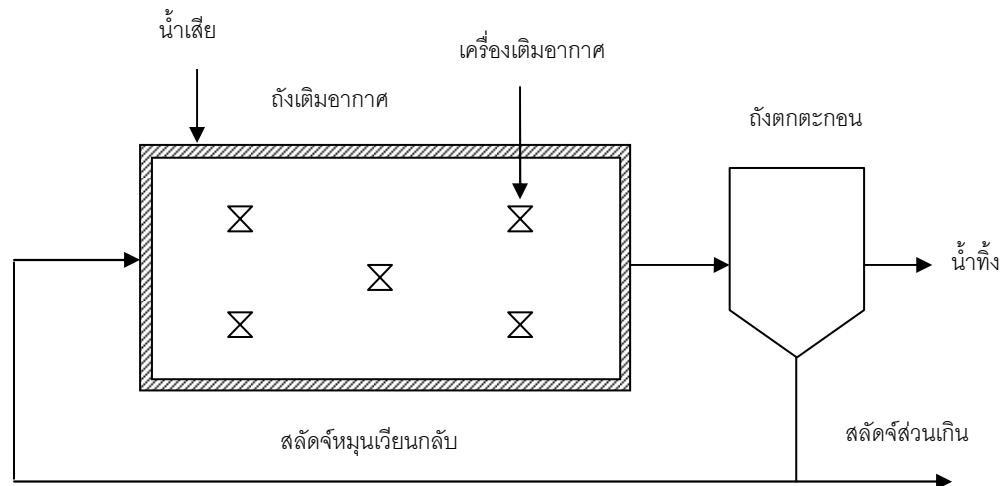 น้ำเสีย
เครื่องเติมอากาศ
ถังเติมอากาศ
ถังตกตะกอน
น้ำทิ้ง
สลัดจ์ส่วนเกิน
สลัดจ์หมุนเวียนกลับ